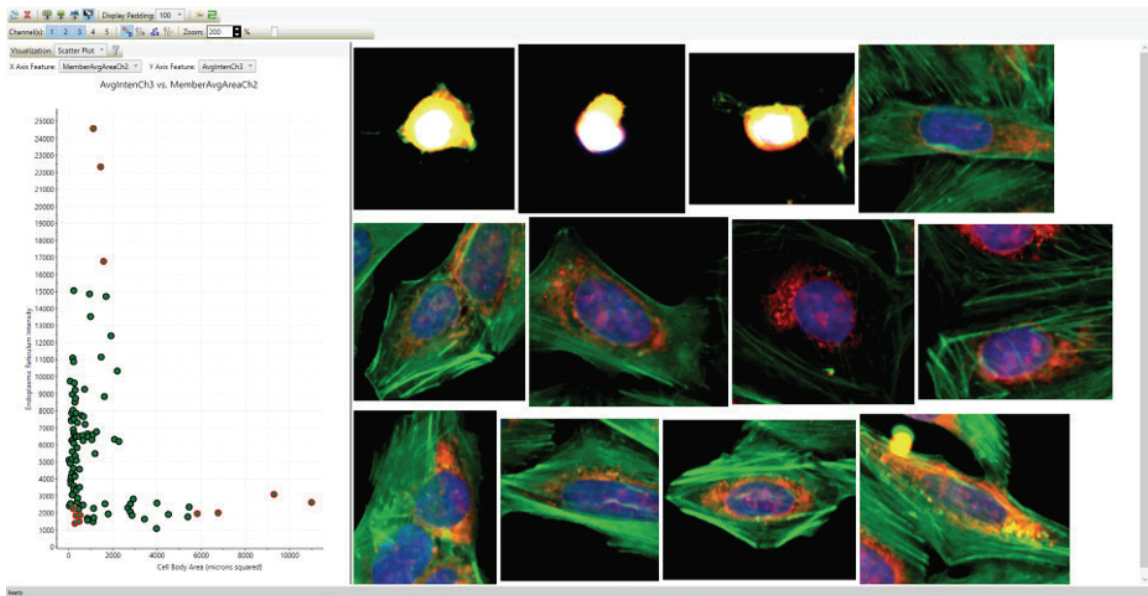 Display Padding: 100
Channel(s): 1 2 3 4 5 Zoom: 200 %
Visualization: Scatter Plot
X Axis Feature: MemberAvgAreaCh2 Y Axis Feature: AvgIntenCh3
AvgIntenCh3 vs. MemberAvgAreaCh2
25000
24000
23000
22000
21000
20000
19000
18000
17000
16000
15000
14000
13000
12000
11000
10000
9000
8000
7000
6000
5000
4000
3000
2000
1000
0
Endoplasmic Reticulum Intensity
0 2000 4000 6000 8000 10000
Cell Body Area (microns squared)
Ready